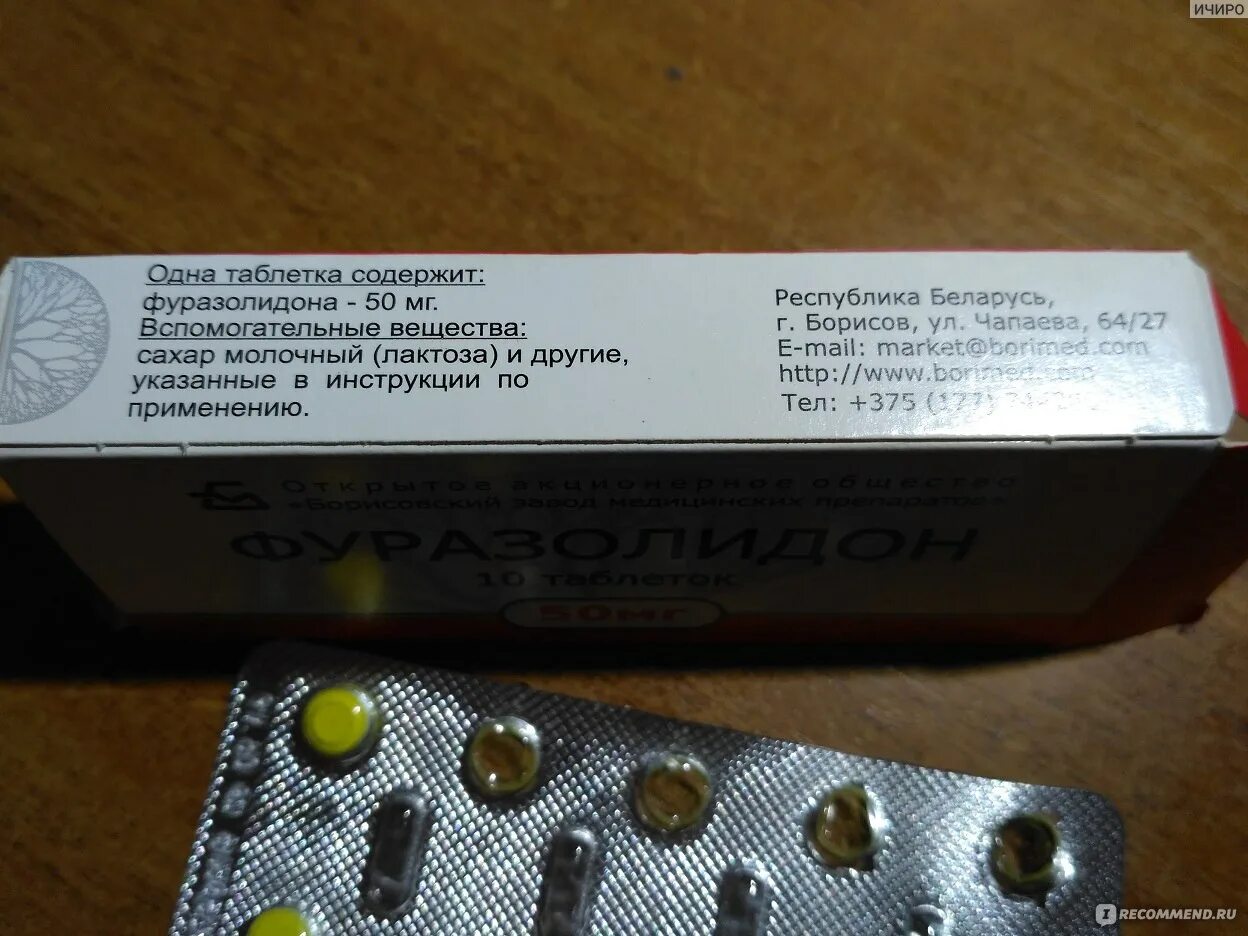 ИЧИРО
Одна таблетка содержит:
фуразолидона - 50 мг.
Вспомогательные вещества:
сахар молочный (лактоза) и другие,
указанные в инструкции по
применению.
Республика Беларусь,
г. Борисов, ул. Чапаева, 64/27
E-mail: market@borimed.com
http://www.borimed.com
Тел: +375 (177)
Открытое акционерное общество
«Борисовский завод медицинских препаратов»
ФУРАЗОЛИДОН
10 таблеток
50мг
IRECOMMEND.RU